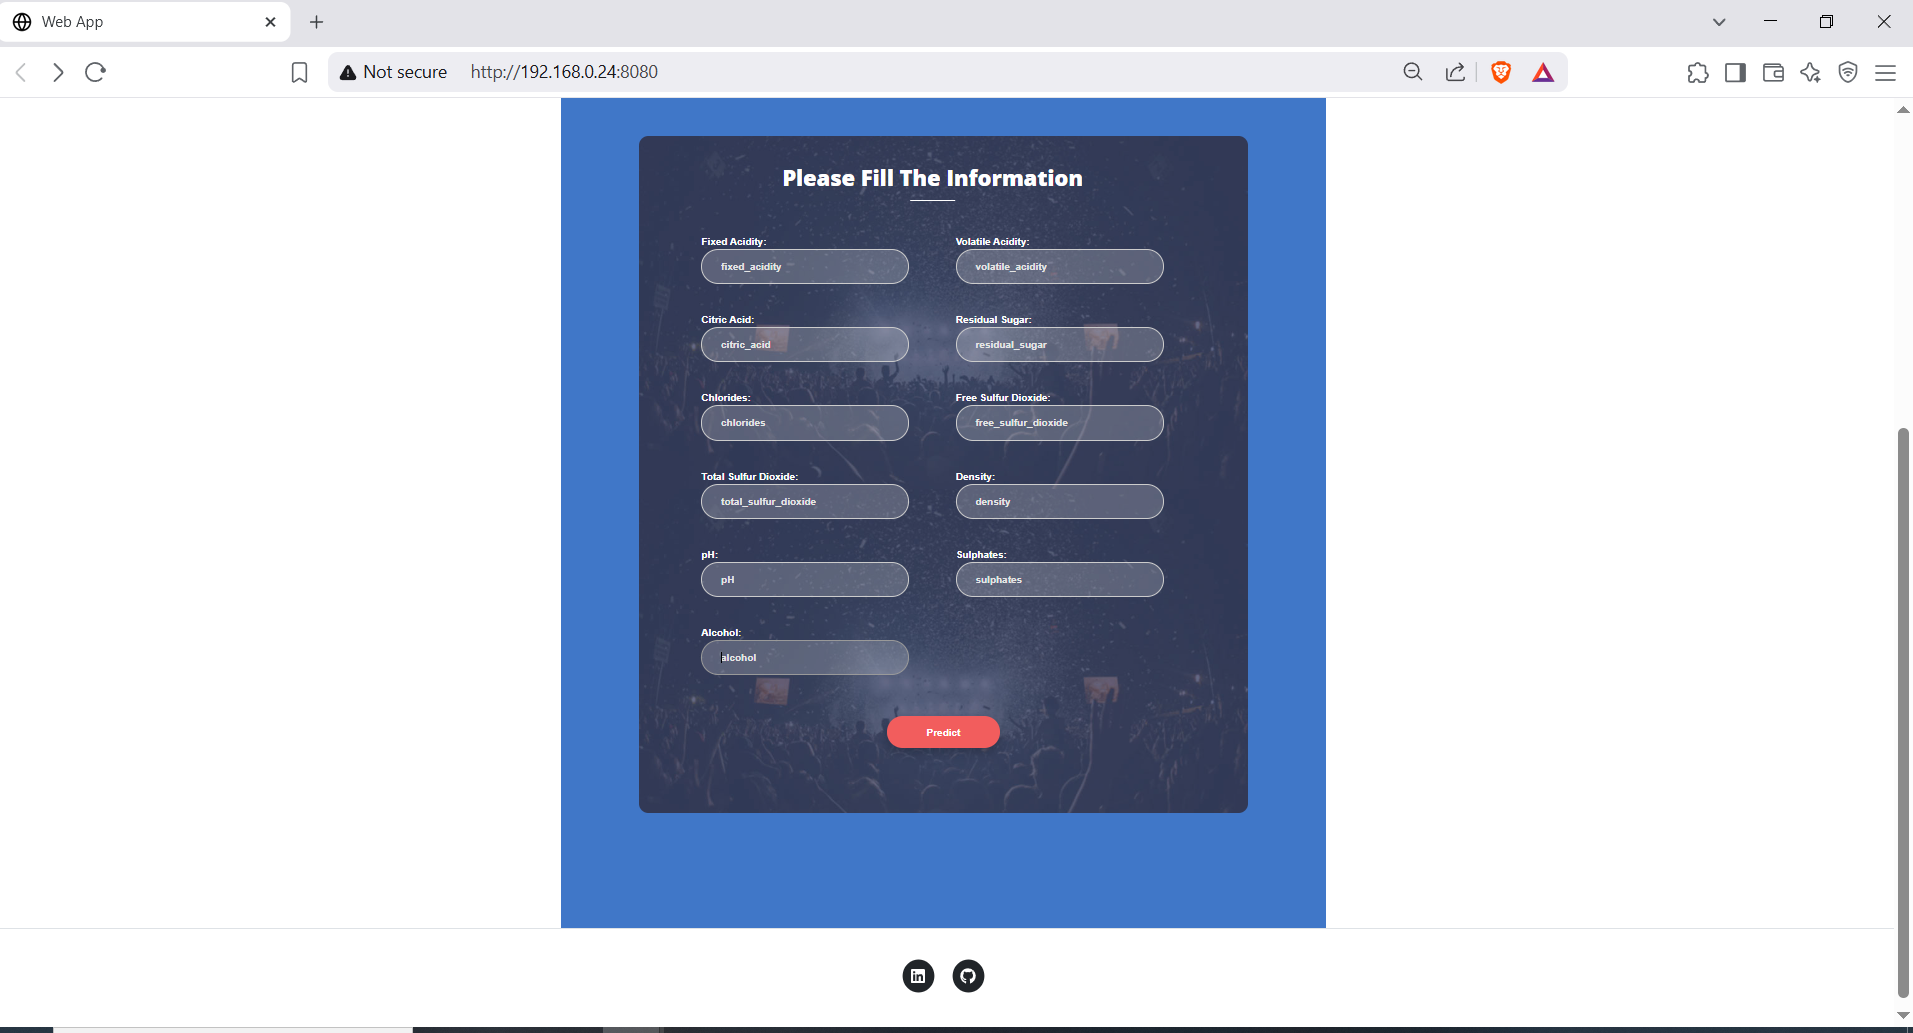 Web App
Not secure http://192.168.0.24:8080
Please Fill The Information
Fixed Acidity: Volatile Acidity:
fixed_acidity volatile_acidity
Citric Acid: Residual Sugar:
citric_acid residual_sugar
Chlorides: Free Sulfur Dioxide:
chlorides free_sulfur_dioxide
Total Sulfur Dioxide: Density:
total_sulfur_dioxide density
pH: Sulphates:
pH sulphates
Alcohol:
alcohol
Predict
in